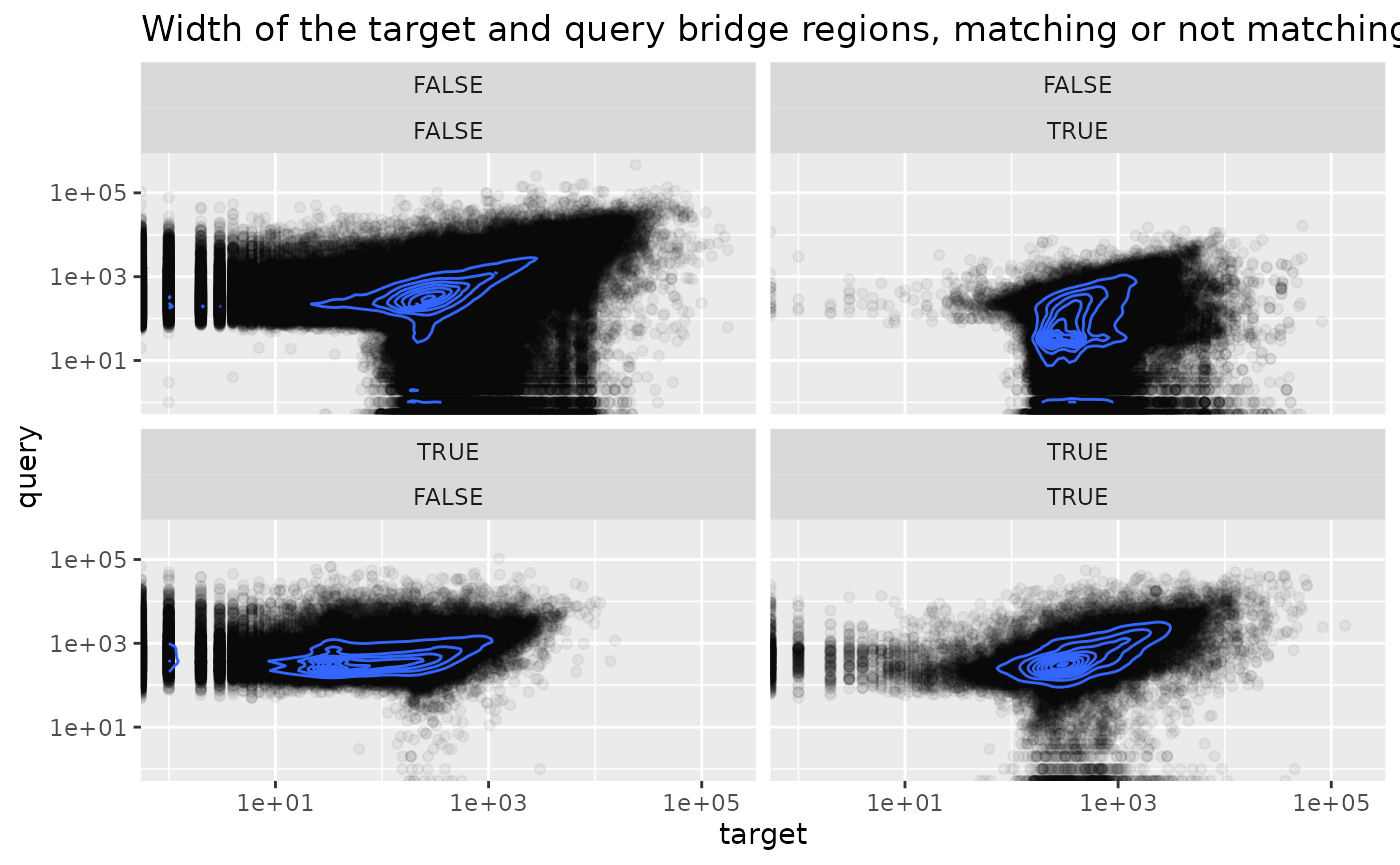 Width of the target and query bridge regions, matching or not matching
FALSE
FALSE
FALSE
TRUE
1e+05
1e+03
1e+01
query
TRUE
FALSE
TRUE
TRUE
1e+05
1e+03
1e+01
1e+01 1e+03 1e+05 1e+01 1e+03 1e+05
target